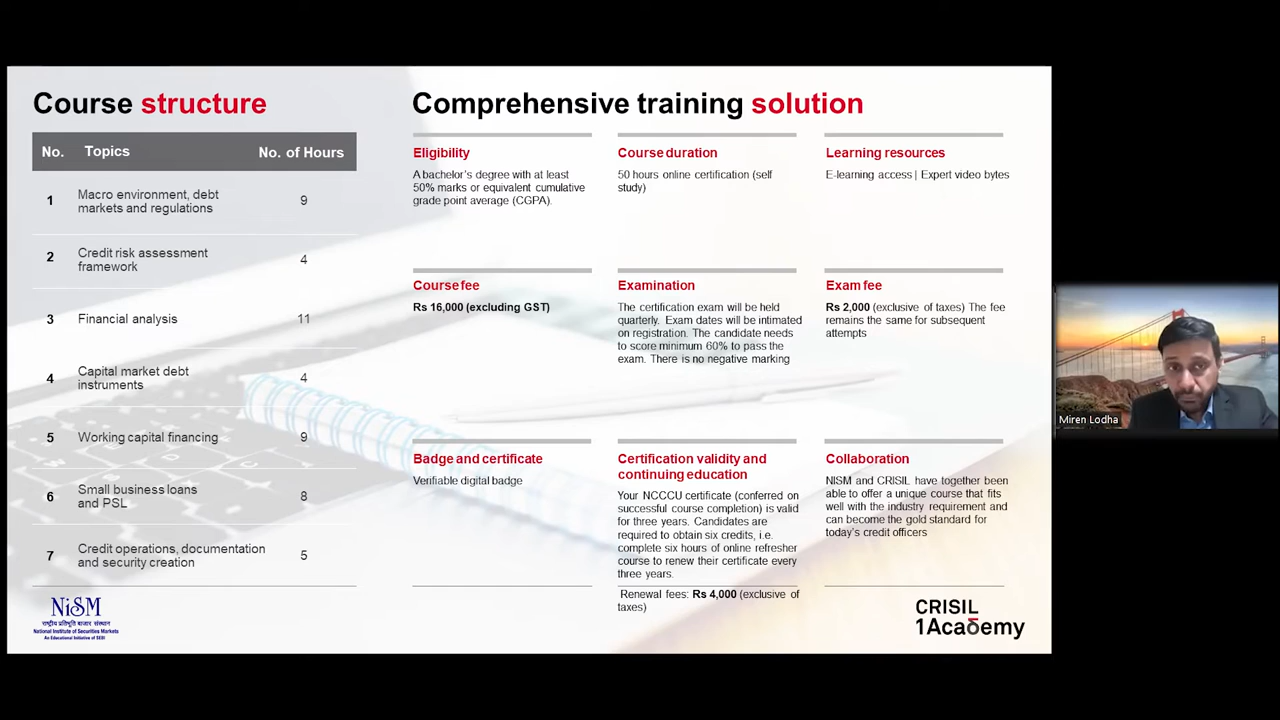 Course structure
No. Topics No. of Hours
1 Macro environment, debt
markets and regulations 9
2 Credit risk assessment
framework 4
3 Financial analysis 11
4 Capital market debt
instruments 4
5 Working capital financing 9
6 Small business loans
and PSL 8
7 Credit operations, documentation
and security creation 5
NiSM
राष्ट्रीय प्रतिभूति बाजार संस्थान
National Institute of Securities Markets
An Educational Initiative of SEBI
Comprehensive training solution
Eligibility
A bachelor's degree with at least
50% marks or equivalent cumulative
grade point average (CGPA).
Course duration
50 hours online certification (self
study)
Learning resources
E-learning access | Expert video bytes
Course fee
Rs 16,000 (excluding GST)
Examination
The certification exam will be held
quarterly. Exam dates will be intimated
on registration. The candidate needs
to score minimum 60% to pass the
exam. There is no negative marking
Exam fee
Rs 2,000 (exclusive of taxes) The fee
remains the same for subsequent
attempts
Badge and certificate
Verifiable digital badge
Certification validity and
continuing education
Your NCCCU certificate (conferred on
successful course completion) is valid
for three years. Candidates are
required to obtain six credits, i.e.
complete six hours of online refresher
course to renew their certificate every
three years.
Renewal fees: Rs 4,000 (exclusive of
taxes)
Collaboration
NISM and CRISIL have together been
able to offer a unique course that fits
well with the industry requirement and
can become the gold standard for
today's credit officers
CRISIL
1Academy
Miren Lodha